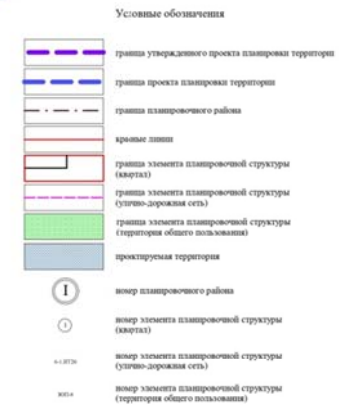 Условные обозначения
граница утвержденного проекта планировки территори
граница проекта планировки территории
граница планировочного района
красные линии
граница элемента планировочной структуры
(квартал)
граница элемента планировочной структуры
(улично-дорожная сеть)
граница элемента планировочной структуры
(территория общего пользования)
проектируемая территория
I
номер планировочного района
1
номер элемента планировочной структуры
(квартал)
номер элемента планировочной структуры
(улично-дорожная сеть)
номер элемента планировочной структуры
(территория общего пользования)